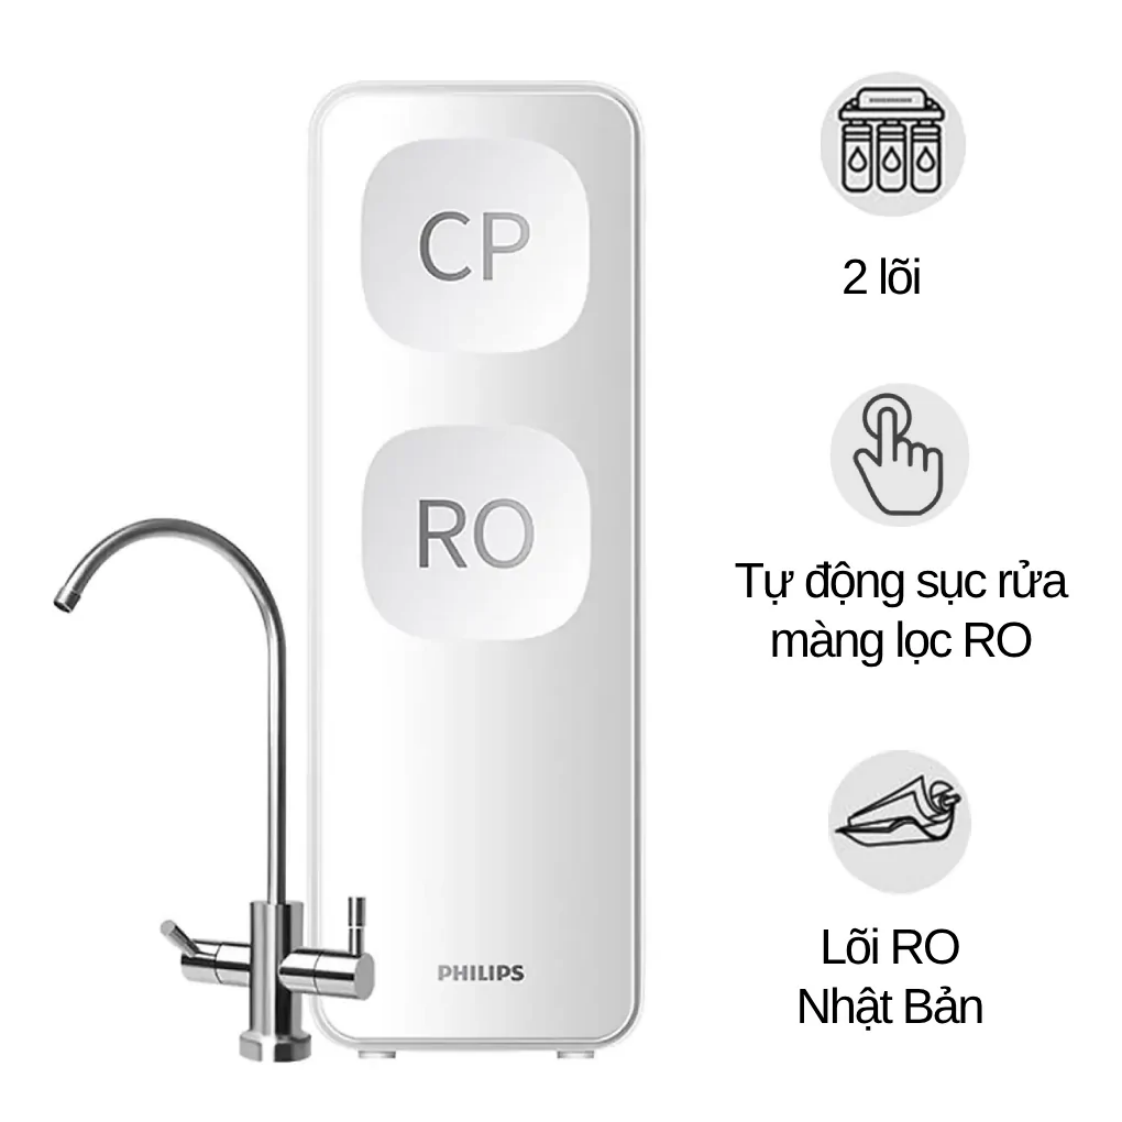 CP
RO
PHILIPS
2 lõi
Tự động sục rửa
màng lọc RO
Lõi RO
Nhật Bản